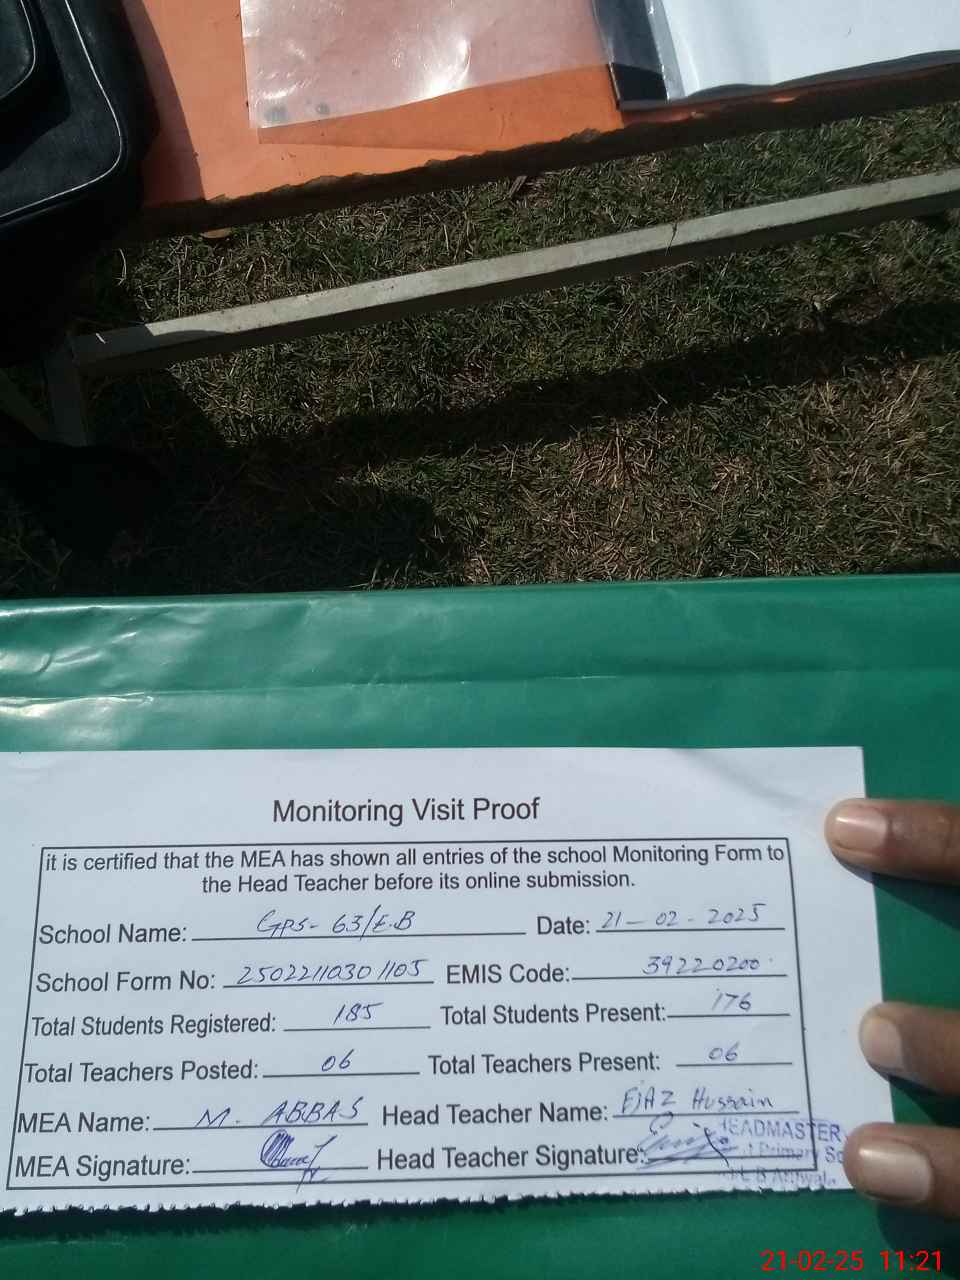 Monitoring Visit Proof
it is certified that the MEA has shown all entries of the school Monitoring Form to
the Head Teacher before its online submission.
School Name: GPS- 63/E.B Date: 21-02-2025
School Form No: 2502211030 1105 EMIS Code: 39220200
Total Students Registered: 185 Total Students Present: 176
Total Teachers Posted: 06 Total Teachers Present: 06
MEA Name: M. ABBAS Head Teacher Name: EJAZ Hussain
MEA Signature: Head Teacher Signature:
HEADMASTER
Primary
21-02-25 11:21